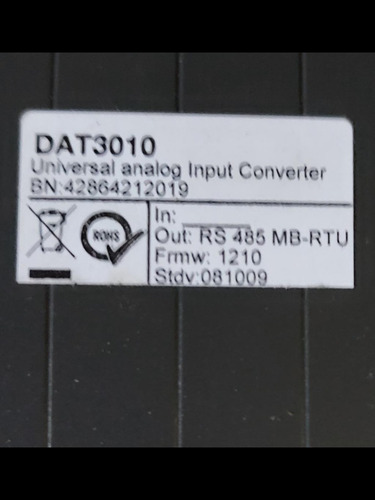 DAT3010
Universal analog Input Converter
SN:42864212019
ROHS
In:
Out: RS 485 MB-RTU
Frmw: 1210
Stdv:081009